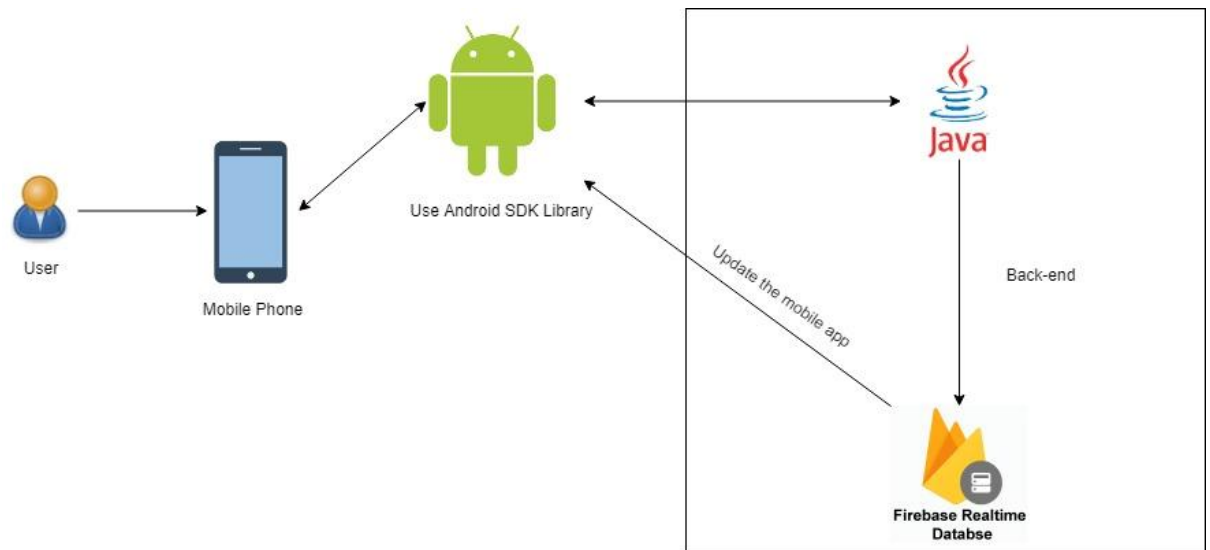 Java
Use Android SDK Library
User
Mobile Phone
Update the mobile app
Back-end
Firebase Realtime
Databse